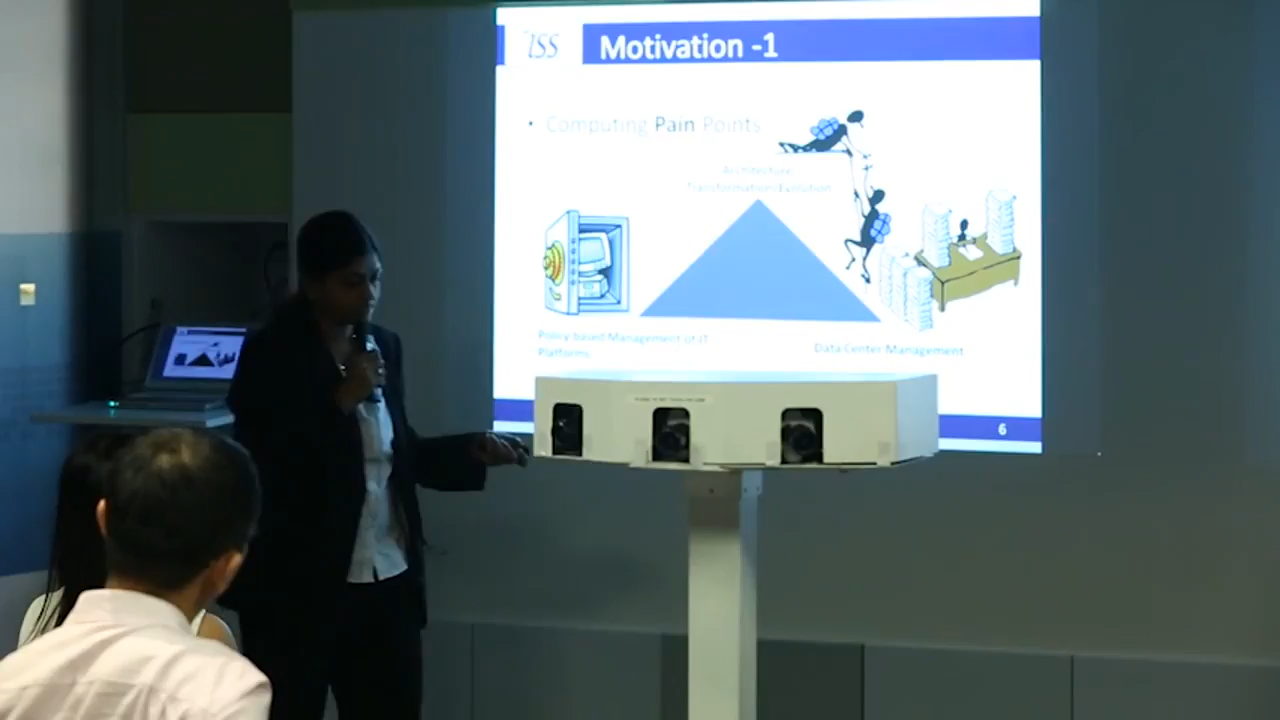 ISS
Motivation -1
• Computing Pain Points
Architecture
Transformation/Evolution
Policy based Management of IT
Platforms
Data Center Management
6